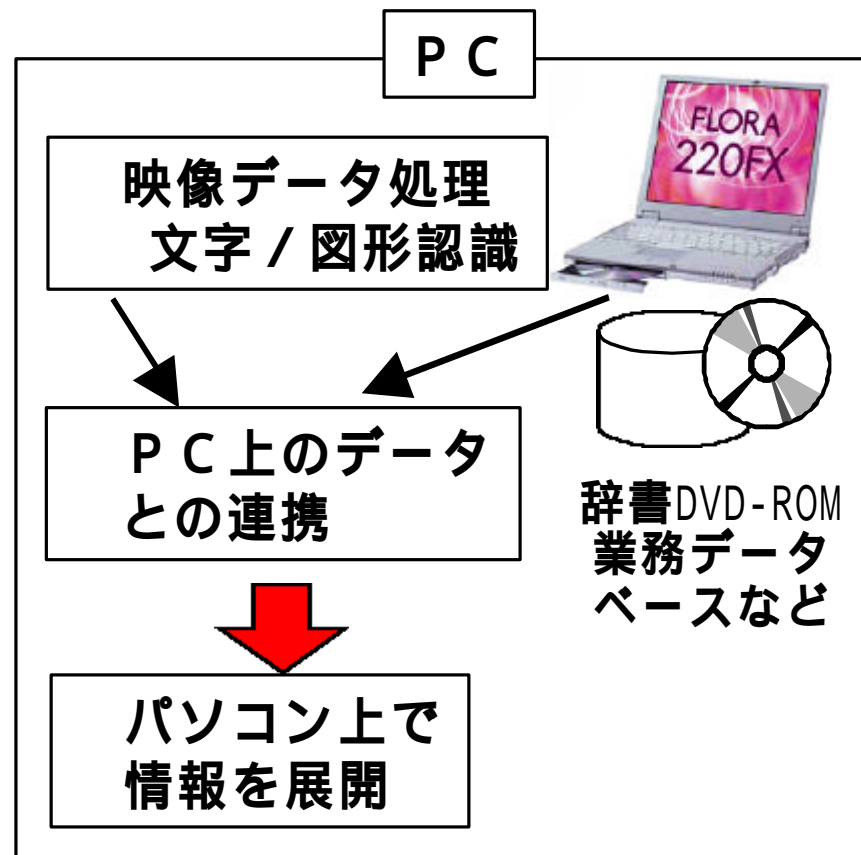 ＰＣ
FLORA
220FX
映像データ処理
文字／図形認識
ＰＣ上のデータ
との連携
辞書DVD-ROM
業務データ
ベースなど
パソコン上で
情報を展開